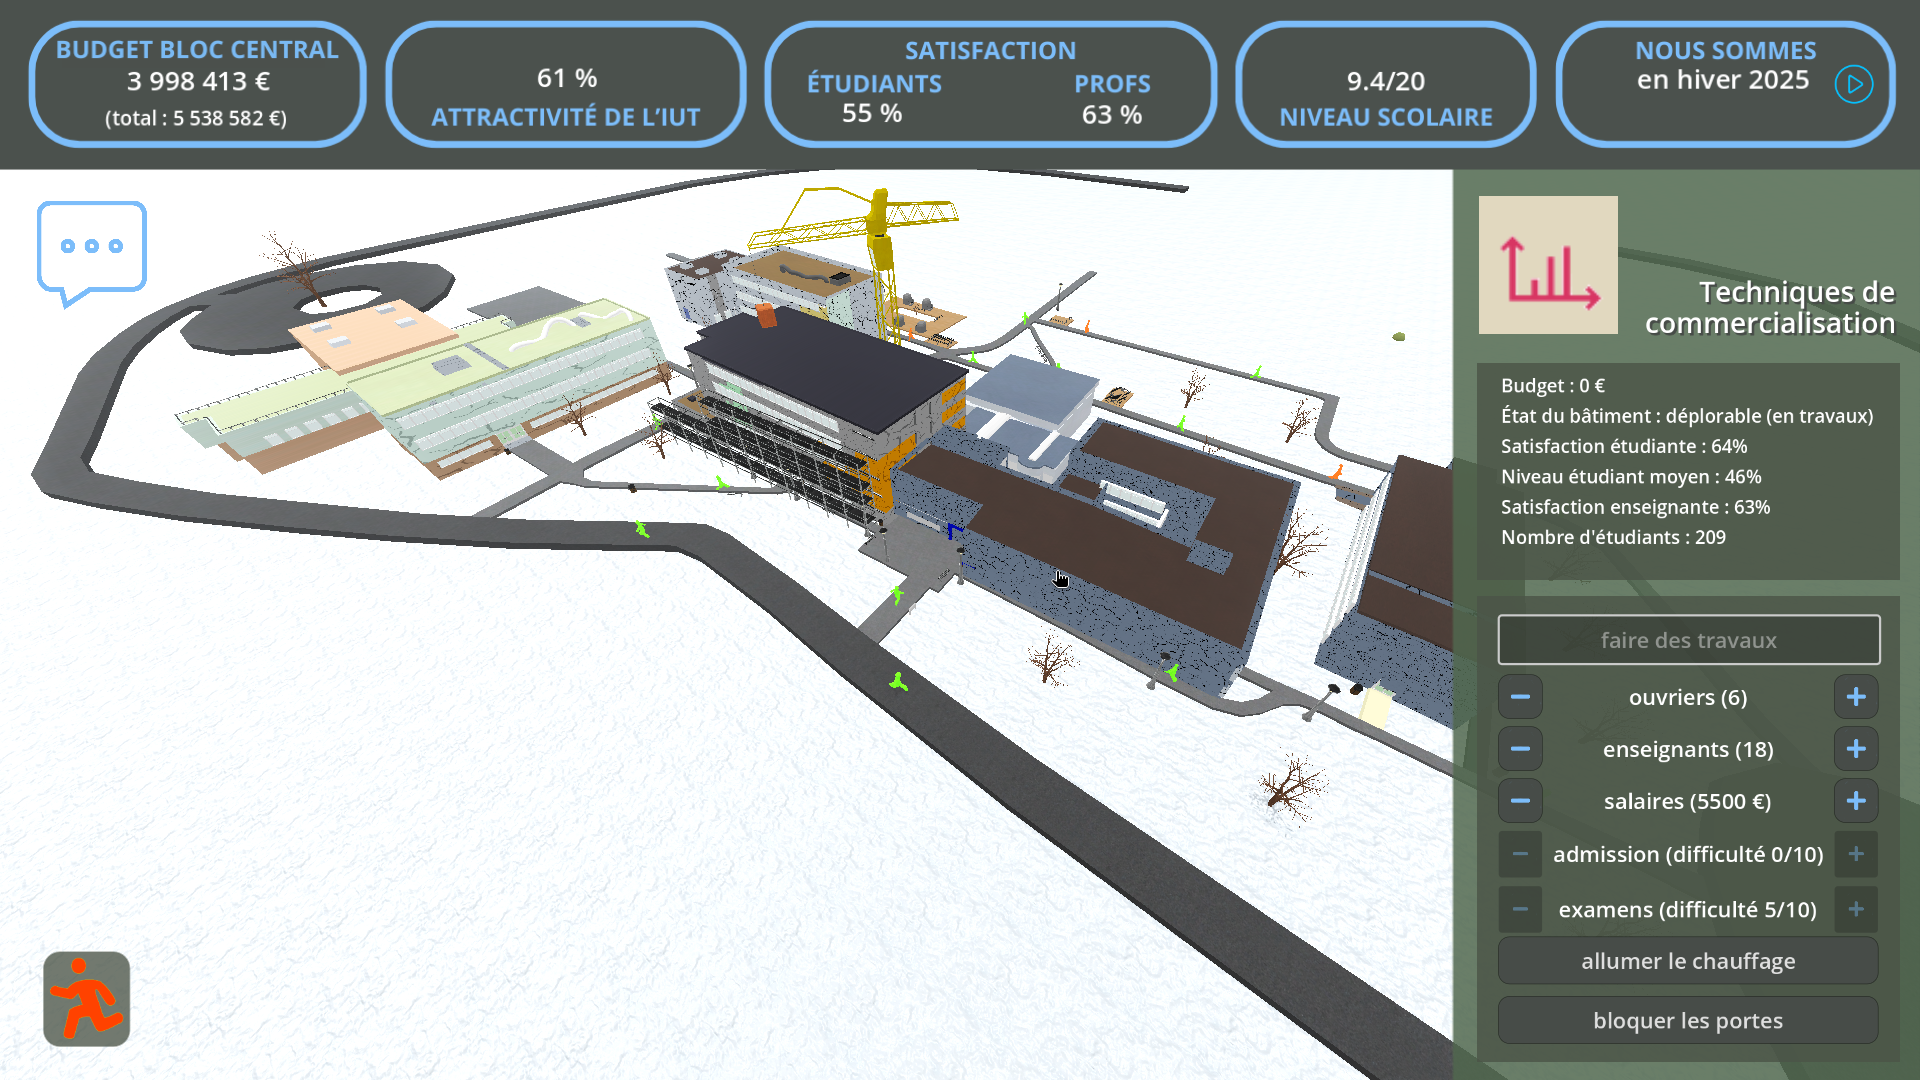 BUDGET BLOC CENTRAL
3 998 413 €
(total : 5 538 582 €)
61 %
ATTRACTIVITÉ DE L'IUT
SATISFACTION
ÉTUDIANTS
55 %
PROFS
63 %
9.4/20
NIVEAU SCOLAIRE
NOUS SOMMES
en hiver 2025
Techniques de
commercialisation
Budget : 0 €
État du bâtiment : déplorable (en travaux)
Satisfaction étudiante : 64%
Niveau étudiant moyen : 46%
Satisfaction enseignante : 63%
Nombre d'étudiants : 209
faire des travaux
ouvriers (6)
enseignants (18)
salaires (5500 €)
admission (difficulté 0/10)
examens (difficulté 5/10)
allumer le chauffage
bloquer les portes